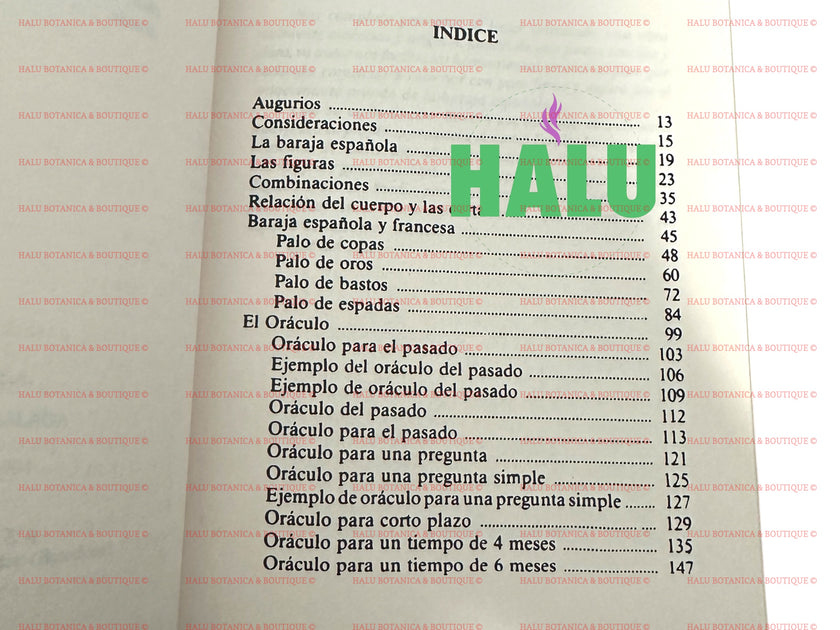 INDICE
Augurios ........ 13
Consideraciones ........ 15
La baraja española ........ 19
Las figuras ........ 23
Combinaciones ........ 35
Relación del cuerpo y las ........ 43
Baraja española y francesa ........ 45
Palo de copas ........ 48
Palo de oros ........ 60
Palo de bastos ........ 72
Palo de espadas ........ 84
El Oráculo ........ 99
Oráculo para el pasado ........ 103
Ejemplo del oráculo del pasado ........ 106
Ejemplo de oráculo del pasado ........ 109
Oráculo del pasado ........ 112
Oráculo para el pasado ........ 113
Oráculo para una pregunta ........ 121
Oráculo para una pregunta simple ........ 125
Ejemplo de oráculo para una pregunta simple ....... 127
Oráculo para corto plazo ........ 129
Oráculo para un tiempo de 4 meses ........ 135
Oráculo para un tiempo de 6 meses ........ 147
HALU
HALU BOTANICA & BOUTIQUE ©